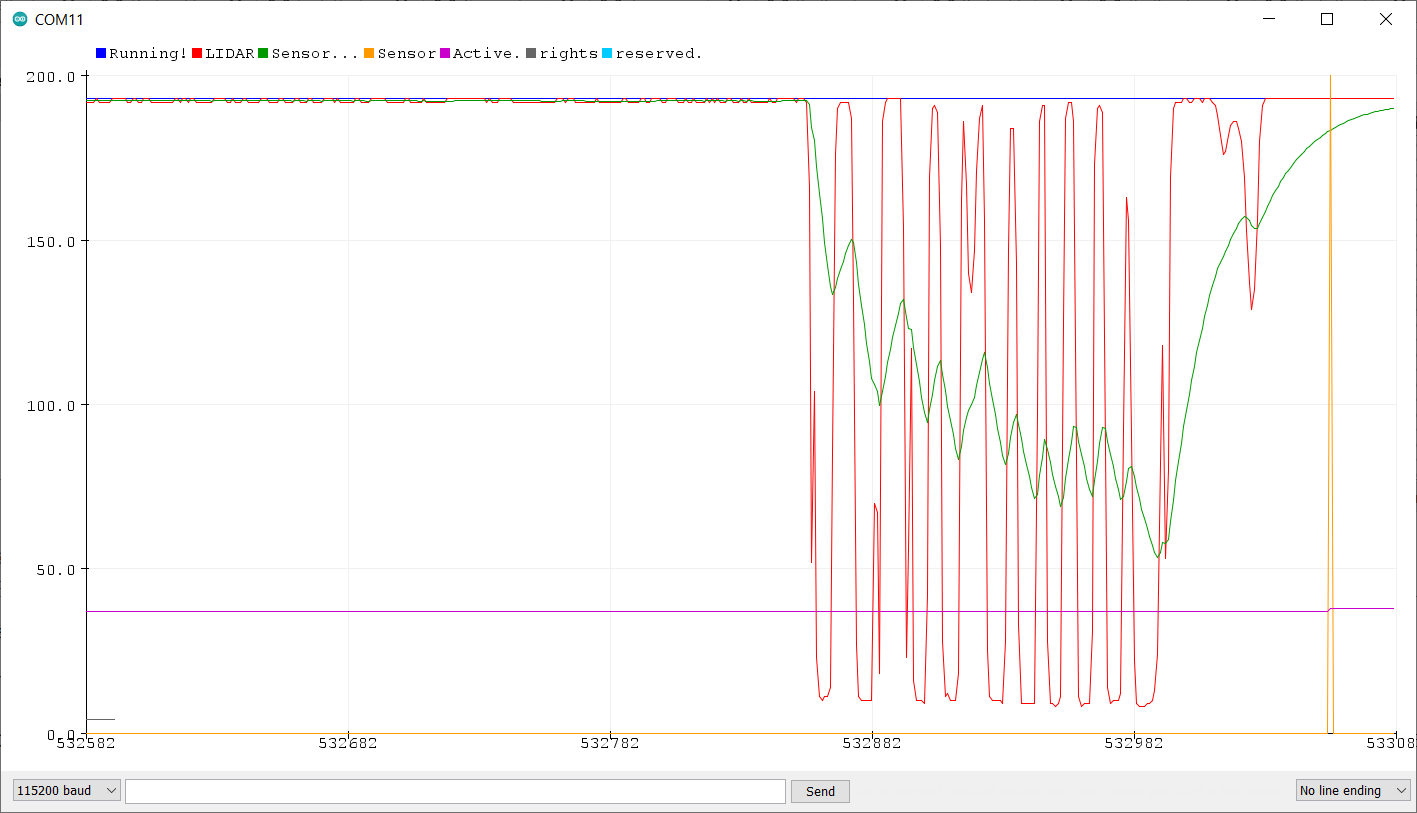 COM11
Running! LIDAR Sensor... Sensor Active. rights reserved.
200.0
150.0
100.0
50.0
0.0
532582 532682 532782 532882 532982 53308
115200 baud Send No line ending